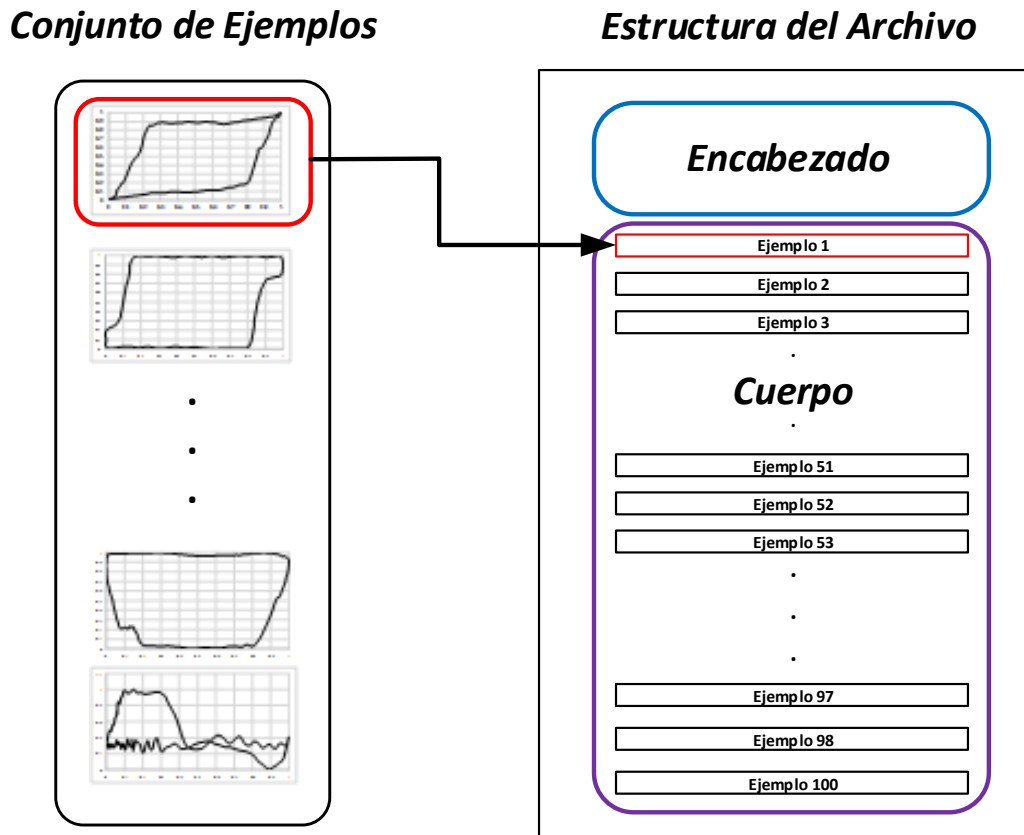 Conjunto de Ejemplos
Estructura del Archivo
Encabezado
Ejemplo 1
Ejemplo 2
Ejemplo 3
Cuerpo
Ejemplo 51
Ejemplo 52
Ejemplo 53
Ejemplo 97
Ejemplo 98
Ejemplo 100